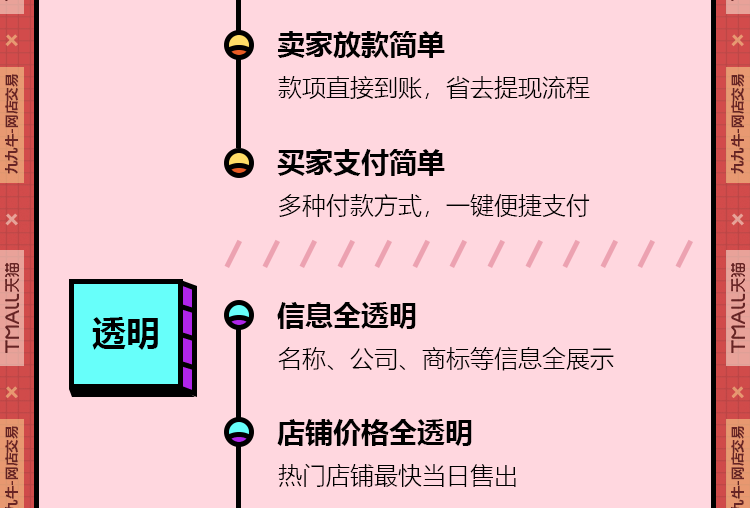 卖家放款简单
款项直接到账，省去提现流程
买家支付简单
多种付款方式，一键便捷支付
透明
信息全透明
名称、公司、商标等信息全展示
店铺价格全透明
热门店铺最快当日售出
九九牛-网店交易
TMALL天猫
九牛-网店交易
九九牛-网店交易
TMALL天猫
九牛-网店交易